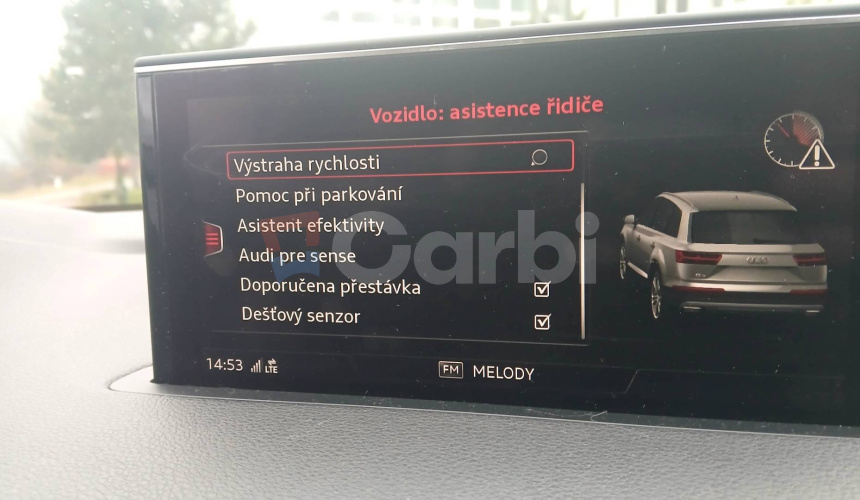 Vozidlo: asistence řidiče
Výstraha rychlosti
Pomoc při parkování
Asistent efektivity
Audi pre sense
Doporučena přestávka
Dešťový senzor
Carbi
14:53 LTE
FM MELODY